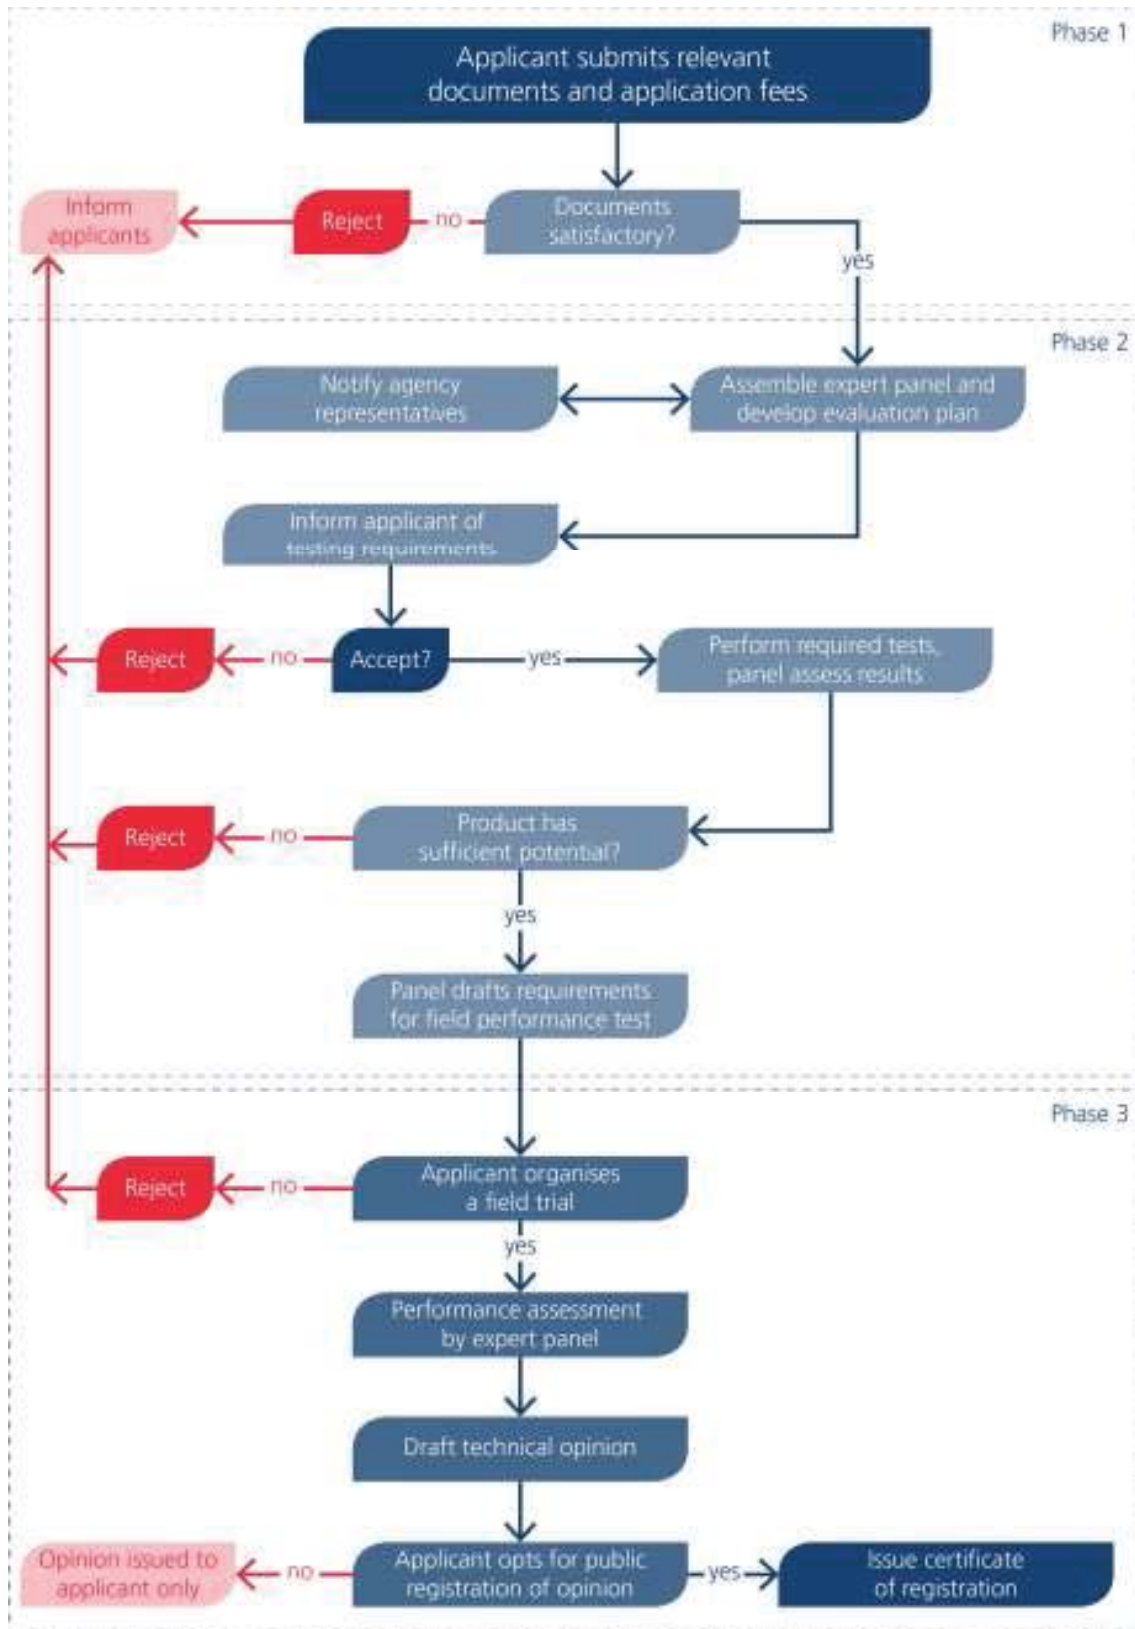 Phase 1
Applicant submits relevant
documents and application fees
Inform
applicants
Reject
no
Documents
satisfactory?
yes
Phase 2
Notify agency
representatives
Assemble expert panel and
develop evaluation plan
Inform applicant of
testing requirements
Reject
no
Accept?
yes
Perform required tests,
panel assess results
Reject
no
Product has
sufficient potential?
yes
Panel drafts requirements
for field performance test
Phase 3
Reject
no
Applicant organises
a field trial
yes
Performance assessment
by expert panel
Draft technical opinion
Opinion issued to
applicant only
no
Applicant opts for public
registration of opinion
yes
Issue certificate
of registration